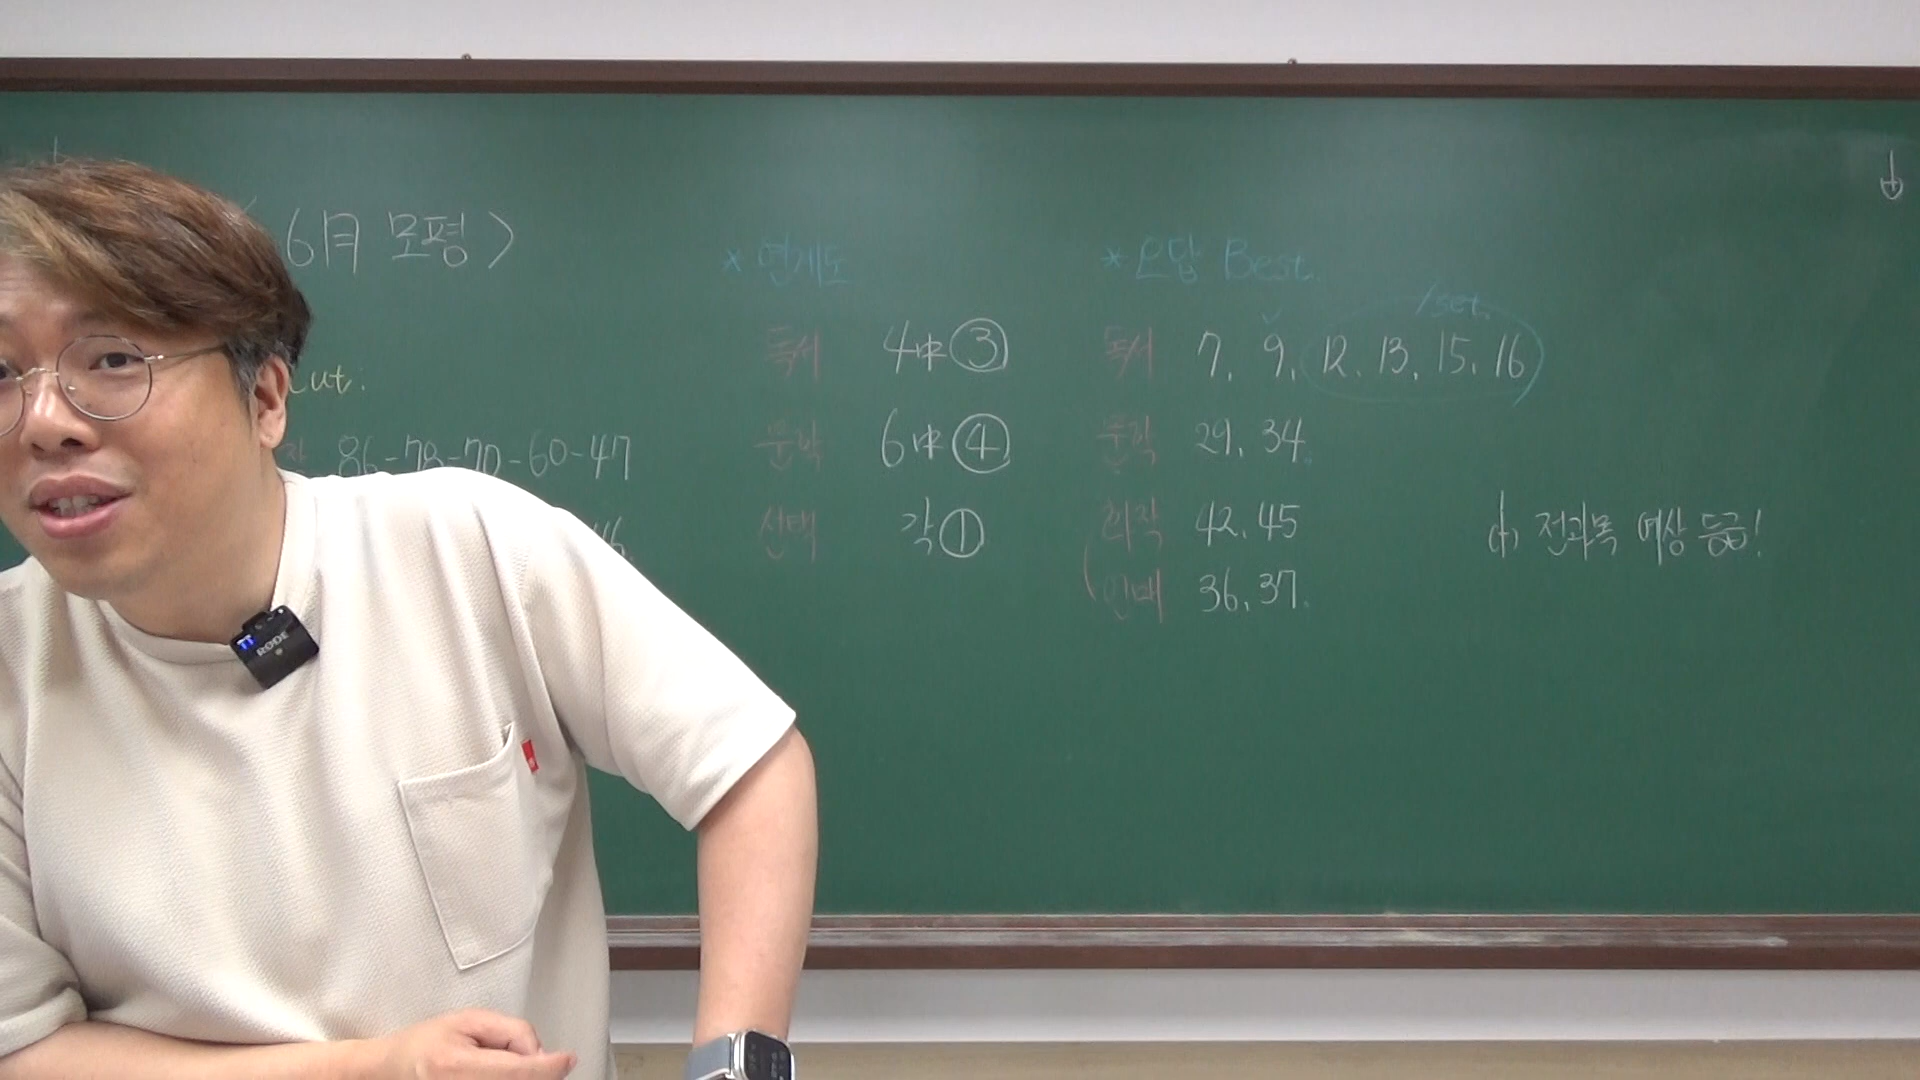 6月 모평 >
cut.
86-78-70-60-47
46.
* 연계도
독서 4中 ③
문학 6中 ④
선택 각 ①
* 오답 Best.
1set.
독서 7, 9, 12, 13, 15, 16
문학 29, 34.
화작 42, 45
언매 36, 37.
전과목 예상 등급!
RODE